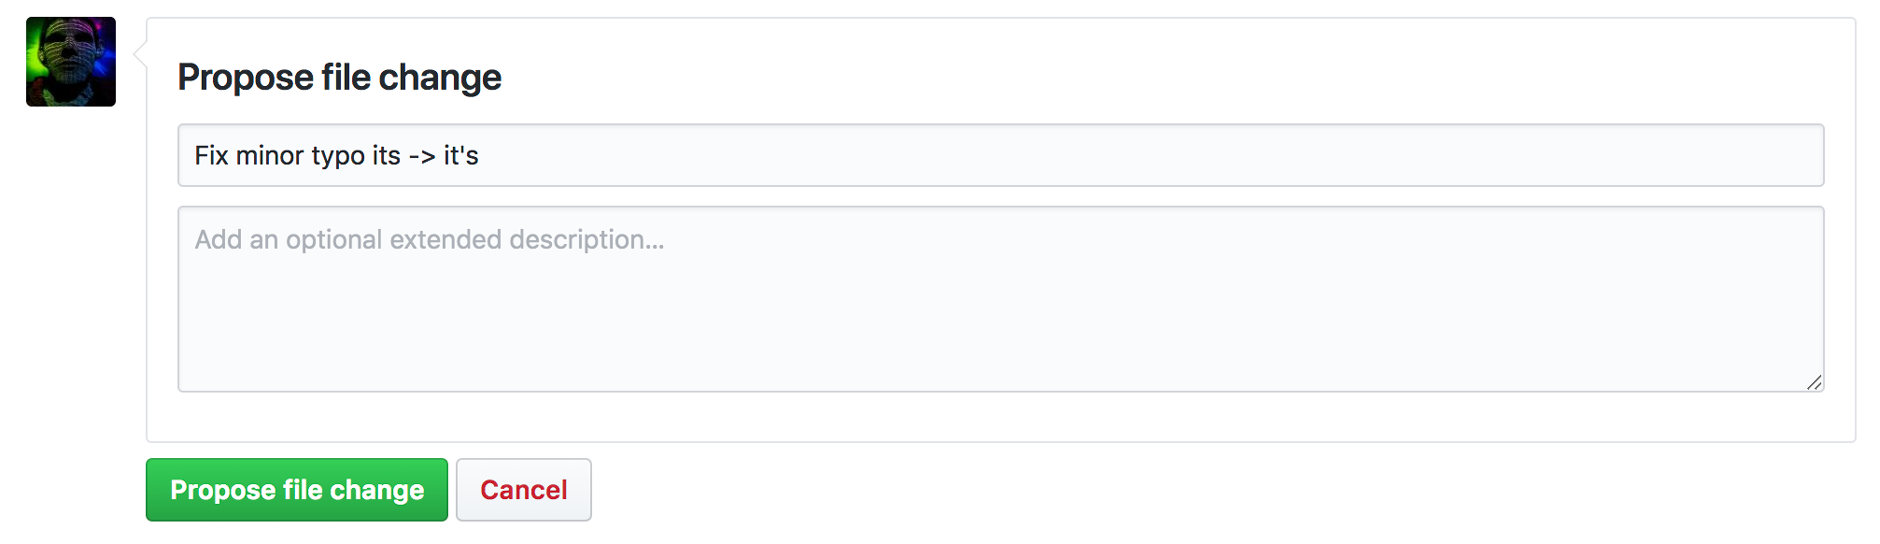 Propose file change
Fix minor typo its -> it's
Add an optional extended description...
Propose file change
Cancel